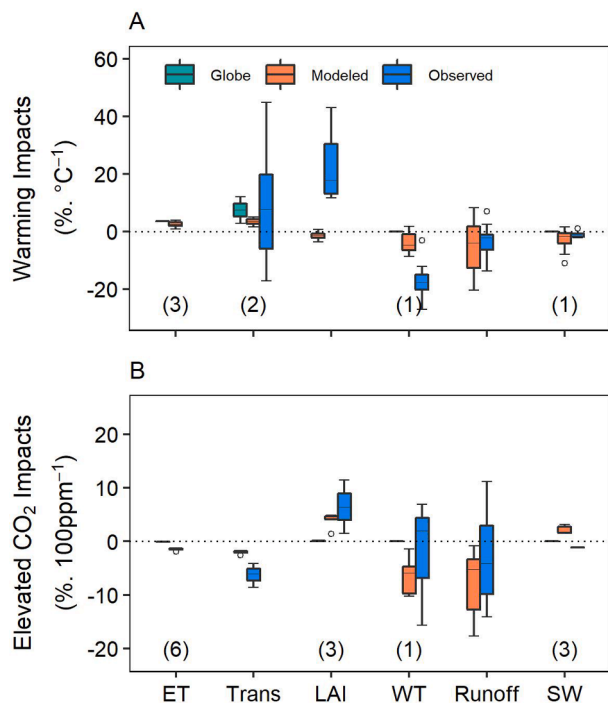 A
60
40
20
0
-20
Warming Impacts
(%. °C⁻¹)
Globe Modeled Observed
(3) (2) (1) (1)
B
20
10
0
-10
-20
Elevated CO₂ Impacts
(%. 100ppm⁻¹)
(6) (3) (1) (3)
ET Trans LAI WT Runoff SW